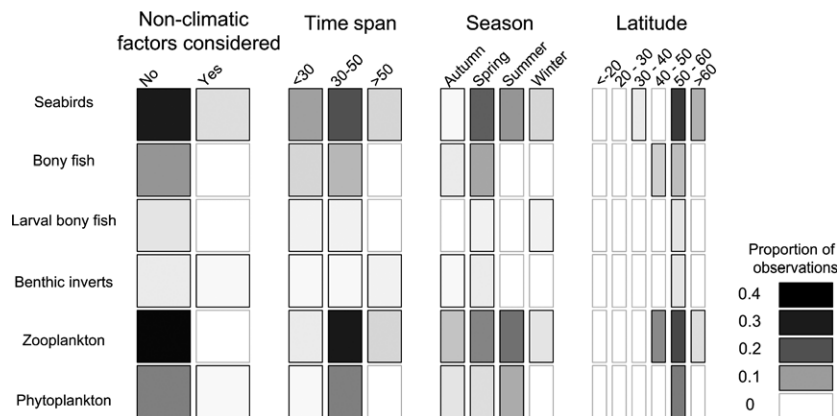 Non-climatic
factors considered
Time span
Season
Latitude
No
Yes
<30
30-50
>50
Autumn
Spring
Summer
Winter
<-20
20 - 30
30 - 40
40 - 50
50 - 60
>60
Seabirds
Bony fish
Larval bony fish
Benthic inverts
Zooplankton
Phytoplankton
Proportion of
observations
0.4
0.3
0.2
0.1
0